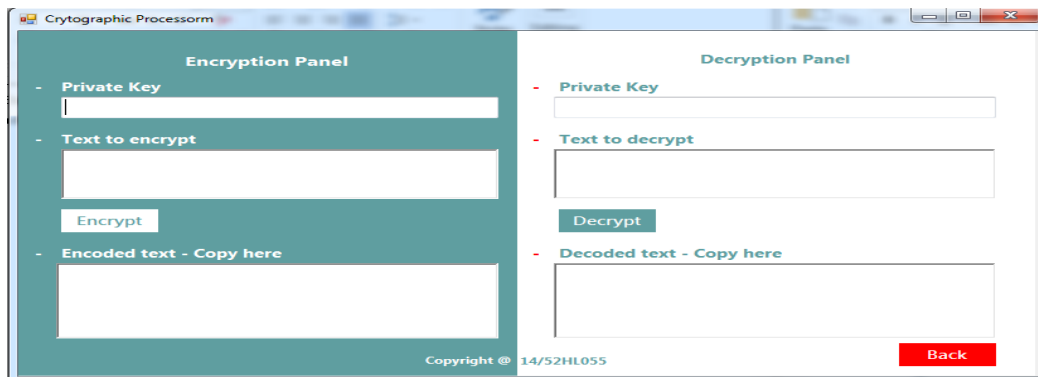 Crytographic Processorm
Encryption Panel
- Private Key
- Text to encrypt
Encrypt
- Encoded text - Copy here
Decryption Panel
- Private Key
- Text to decrypt
Decrypt
- Decoded text - Copy here
Copyright @ 14/52HL055
Back